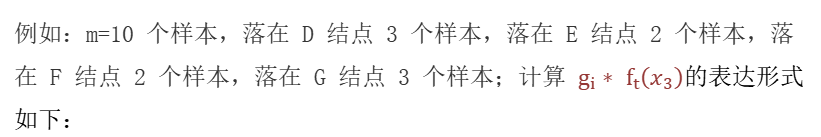 例如：m=10 个样本，落在 D 结点 3 个样本，落在 E 结点 2 个样本，落
在 F 结点 2 个样本，落在 G 结点 3 个样本；计算 gᵢ * fₜ(x₃)的表达形式
如下：